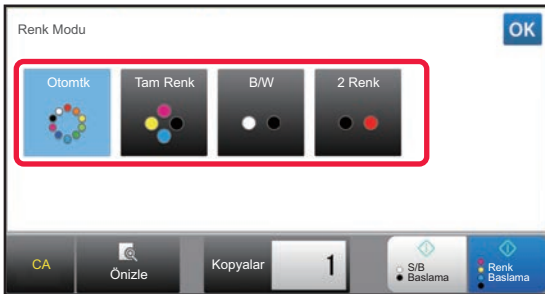 Renk Modu
OK
Otomtk
Tam Renk
B/W
2 Renk
CA
Önizle
Kopyalar
1
S/B
Baslama
Renk
Baslama